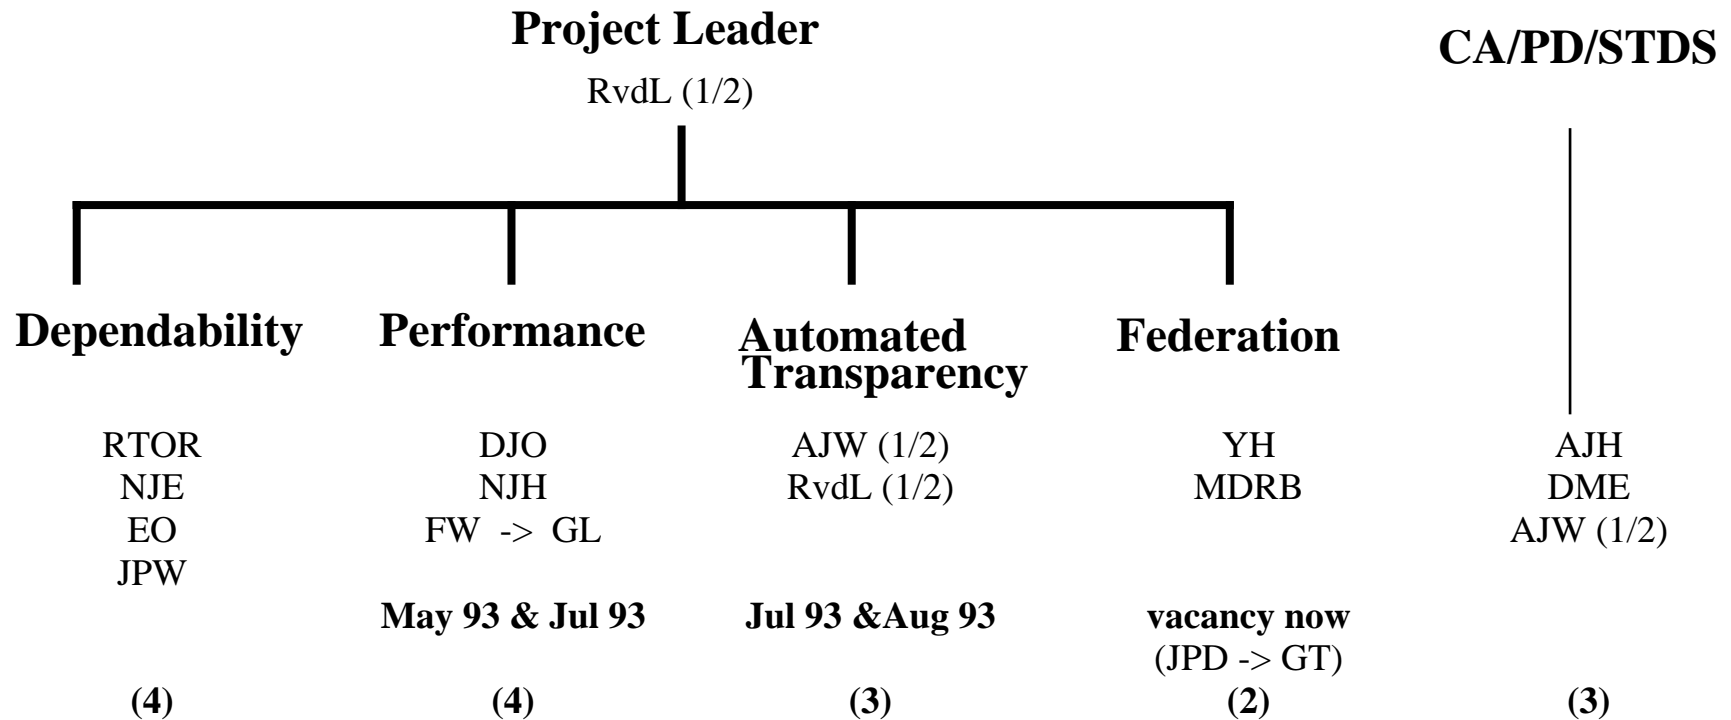 Project Leader
RvdL (1/2)
CA/PD/STDS
Dependability
RTOR
NJE
EO
JPW
(4)
Performance
DJO
NJH
FW -> GL
May 93 & Jul 93
(4)
Automated
Transparency
AJW (1/2)
RvdL (1/2)
Jul 93 &Aug 93
(3)
Federation
YH
MDRB
vacancy now
(JPD -> GT)
(2)
AJH
DME
AJW (1/2)
(3)